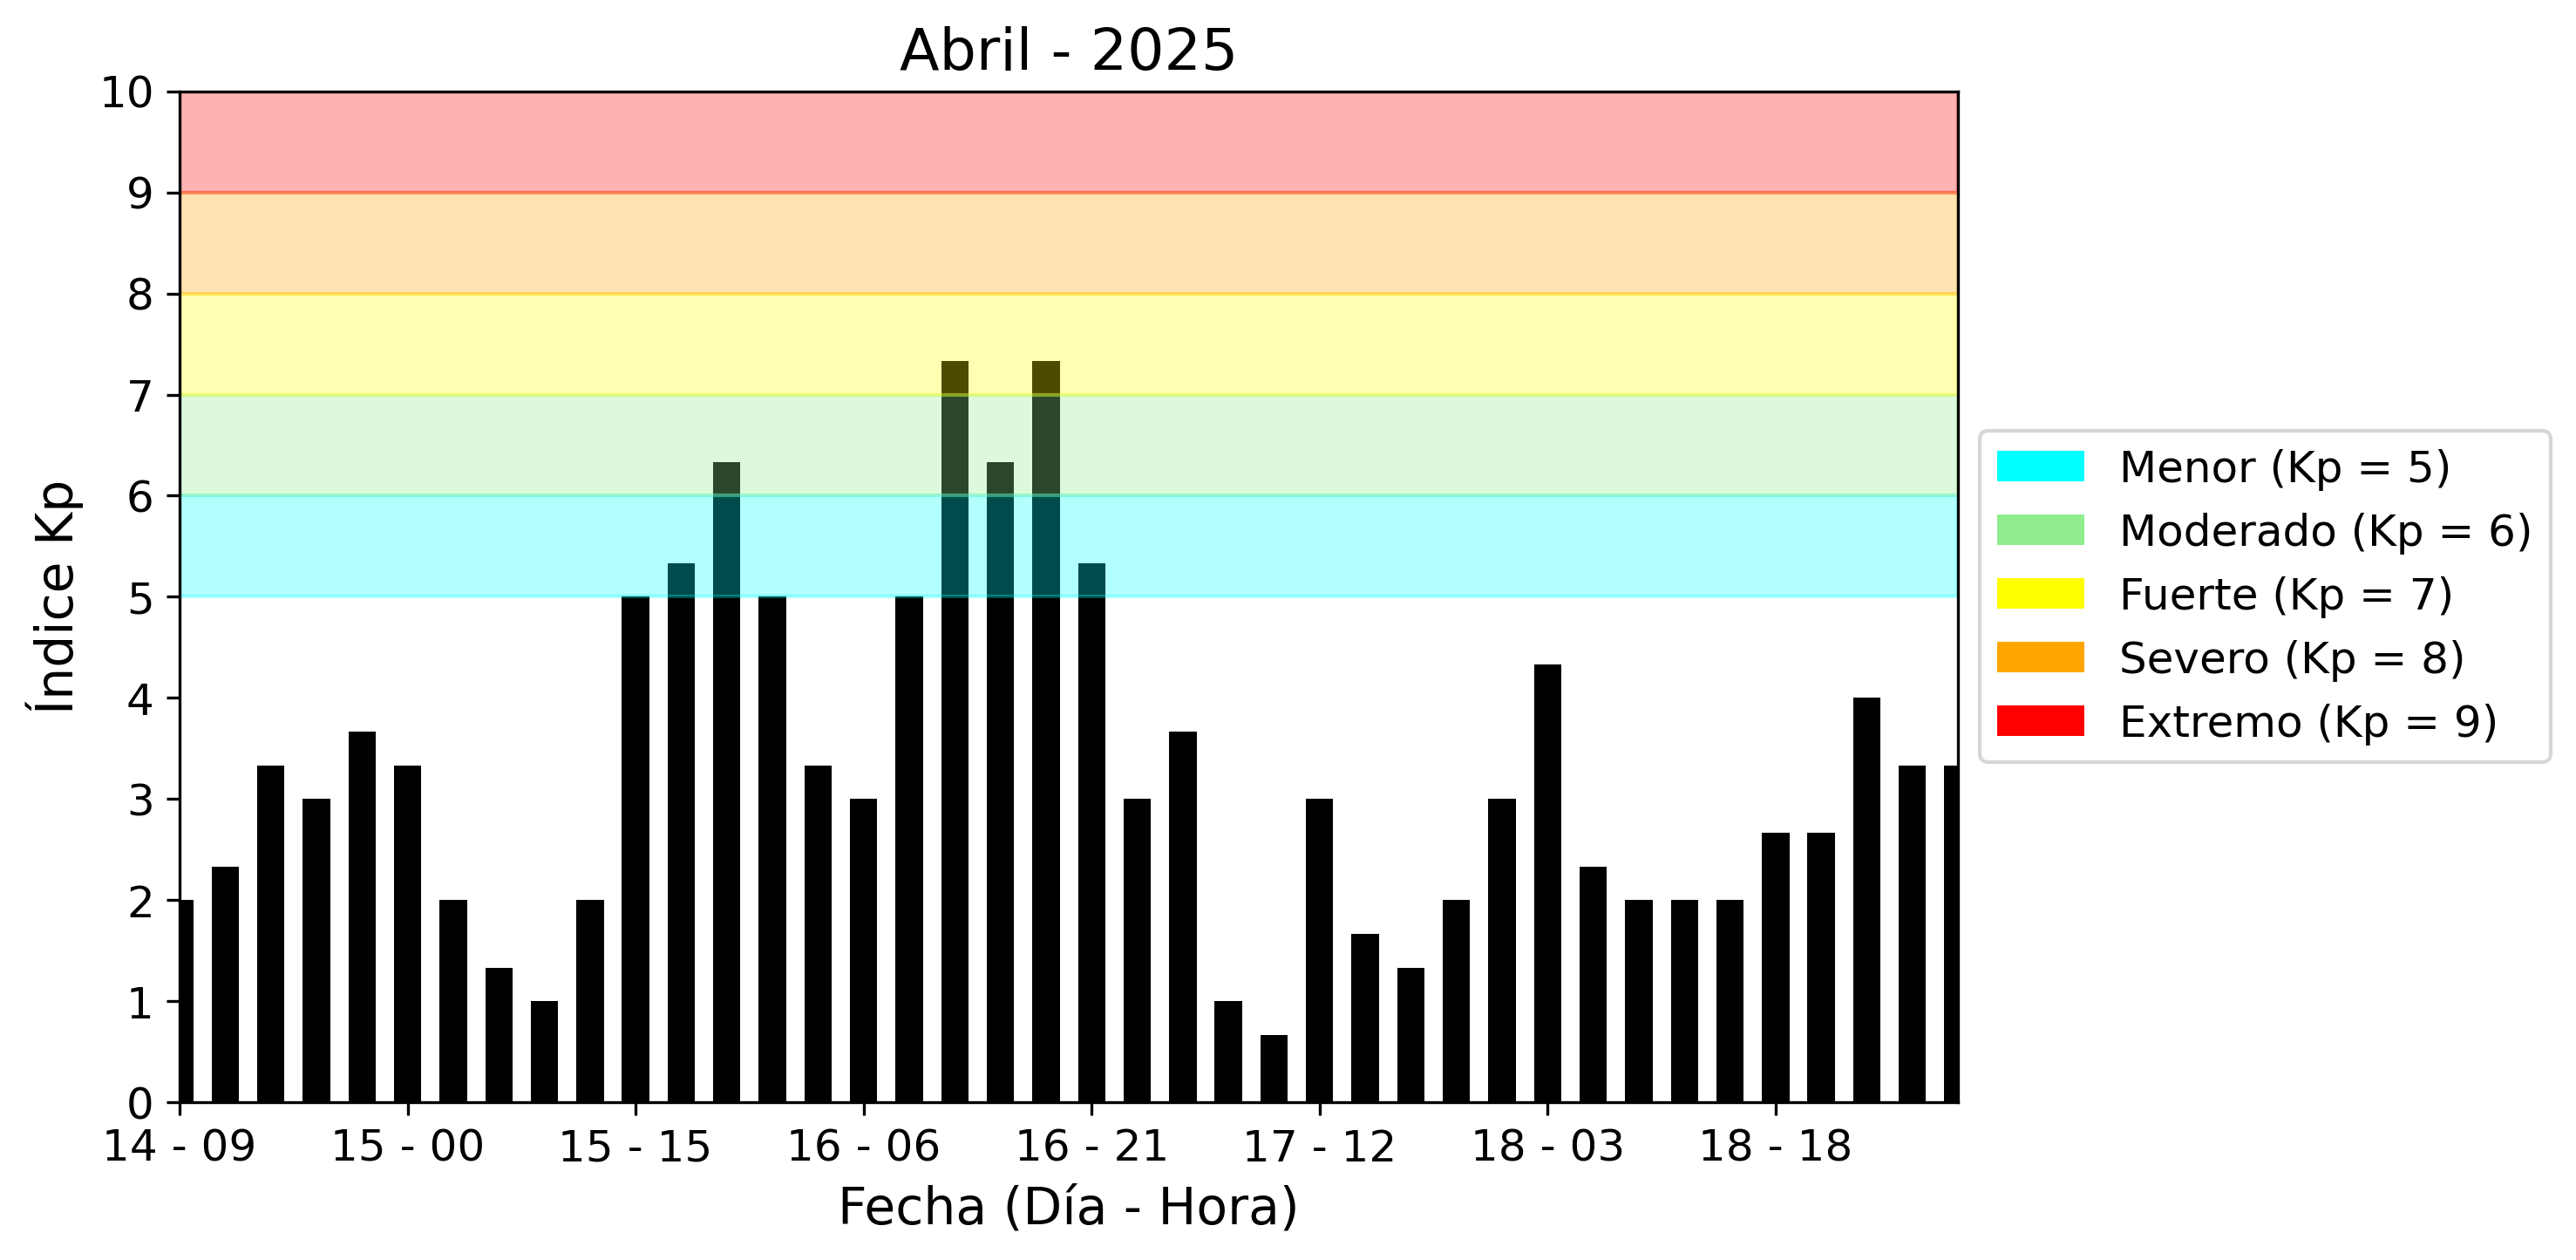 Abril - 2025
10
9
8
7
6
5
4
3
2
1
0
Índice Kp
14 - 09
15 - 00
15 - 15
16 - 06
16 - 21
17 - 12
18 - 03
18 - 18
Fecha (Día - Hora)
Menor (Kp = 5)
Moderado (Kp = 6)
Fuerte (Kp = 7)
Severo (Kp = 8)
Extremo (Kp = 9)